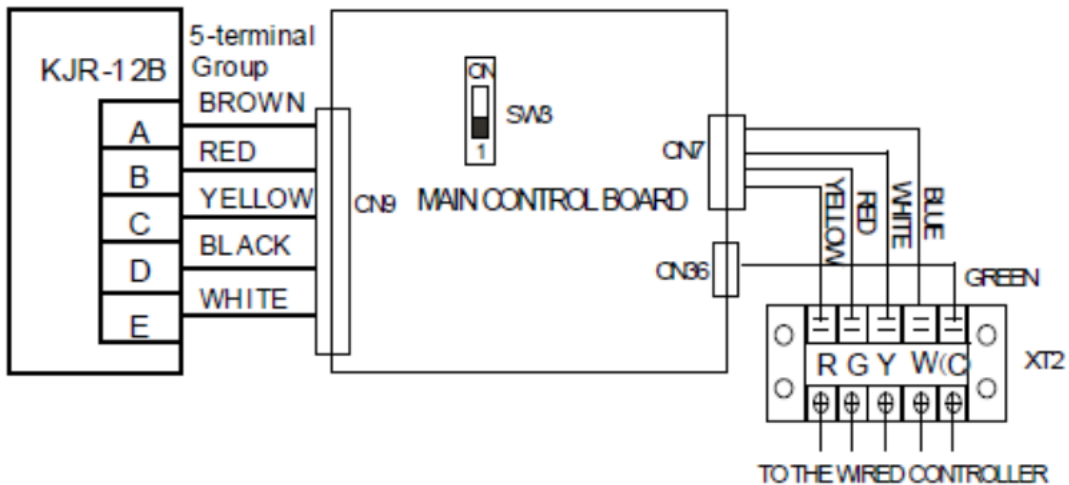 5-terminal
Group
KJR-12B
BROWN
A
RED
B
YELLOW
C
BLACK
D
WHITE
E
CN9
ON
SW3
1
MAIN CONTROL BOARD
CN7
CN36
YELLOW
RED
WHITE
BLUE
GREEN
R G Y W(C)
XT2
TO THE WIRED CONTROLLER